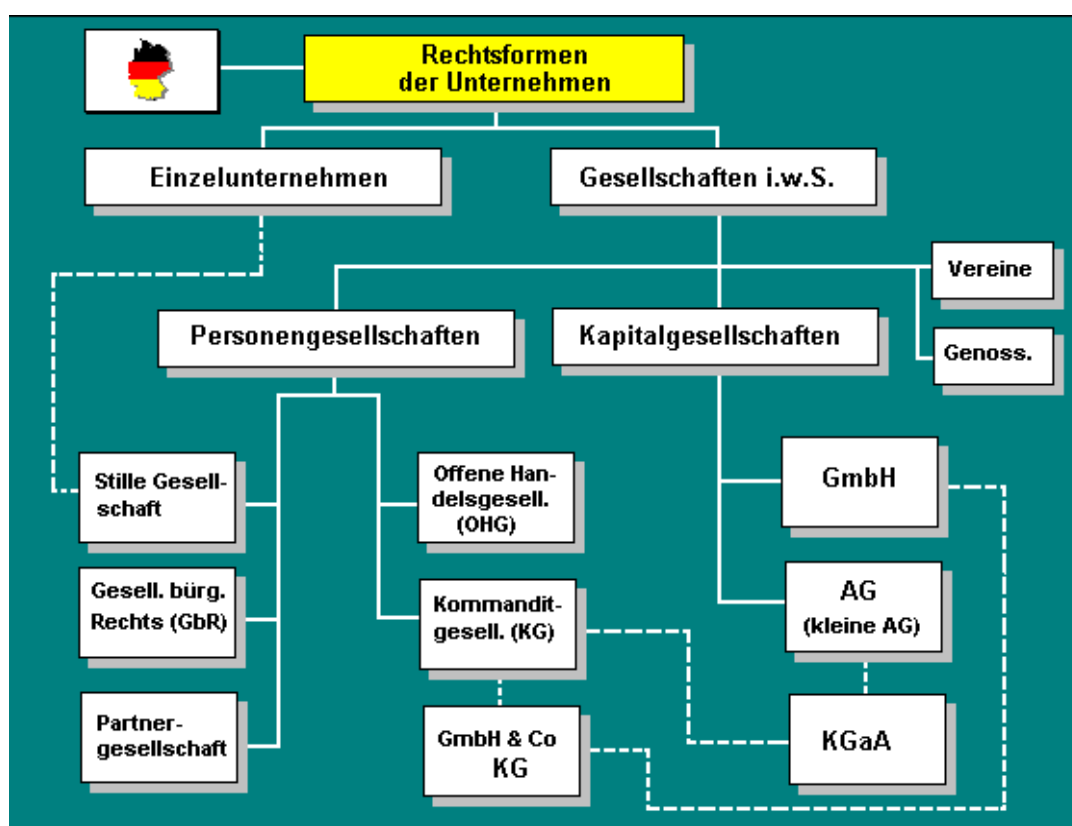 Rechtsformen
der Unternehmen
Einzelunternehmen
Gesellschaften i.w.S.
Vereine
Genoss.
Personengesellschaften
Kapitalgesellschaften
Stille Gesell-
schaft
Offene Han-
delsgesell.
(OHG)
GmbH
Gesell. bürg.
Rechts (GbR)
Kommandit-
gesell. (KG)
AG
(kleine AG)
Partner-
gesellschaft
GmbH & Co
KG
KGaA